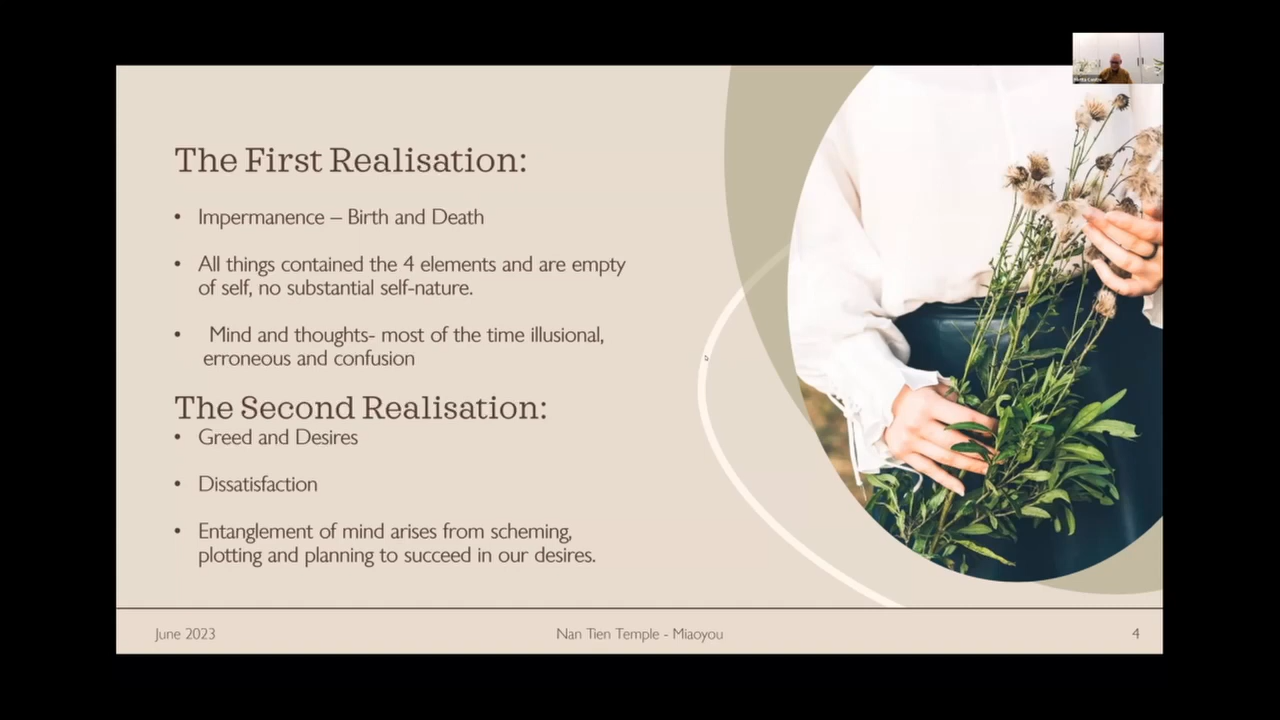 The First Realisation:
• Impermanence – Birth and Death
• All things contained the 4 elements and are empty
of self, no substantial self-nature.
• Mind and thoughts- most of the time illusional,
erroneous and confusion
The Second Realisation:
• Greed and Desires
• Dissatisfaction
• Entanglement of mind arises from scheming,
plotting and planning to succeed in our desires.
June 2023
Nan Tien Temple - Miaoyou
4